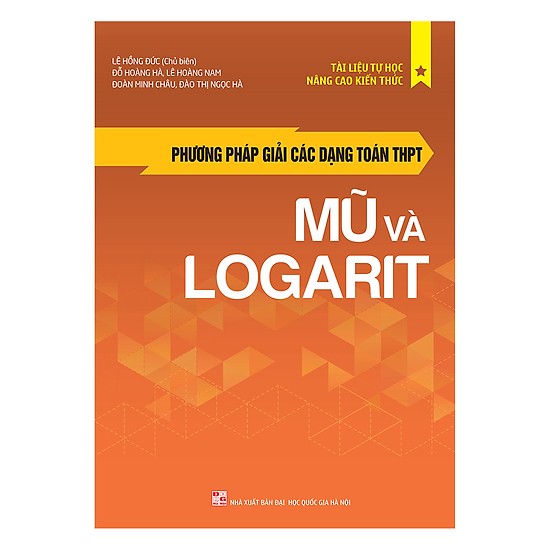 LÊ HỒNG ĐỨC (Chủ biên)
ĐỖ HOÀNG HÀ, LÊ HOÀNG NAM
ĐOÀN MINH CHÂU, ĐÀO THỊ NGỌC HÀ
TÀI LIỆU TỰ HỌC
NÂNG CAO KIẾN THỨC
PHƯƠNG PHÁP GIẢI CÁC DẠNG TOÁN THPT
MŨ VÀ
LOGARIT
NHÀ XUẤT BẢN ĐẠI HỌC QUỐC GIA HÀ NỘI